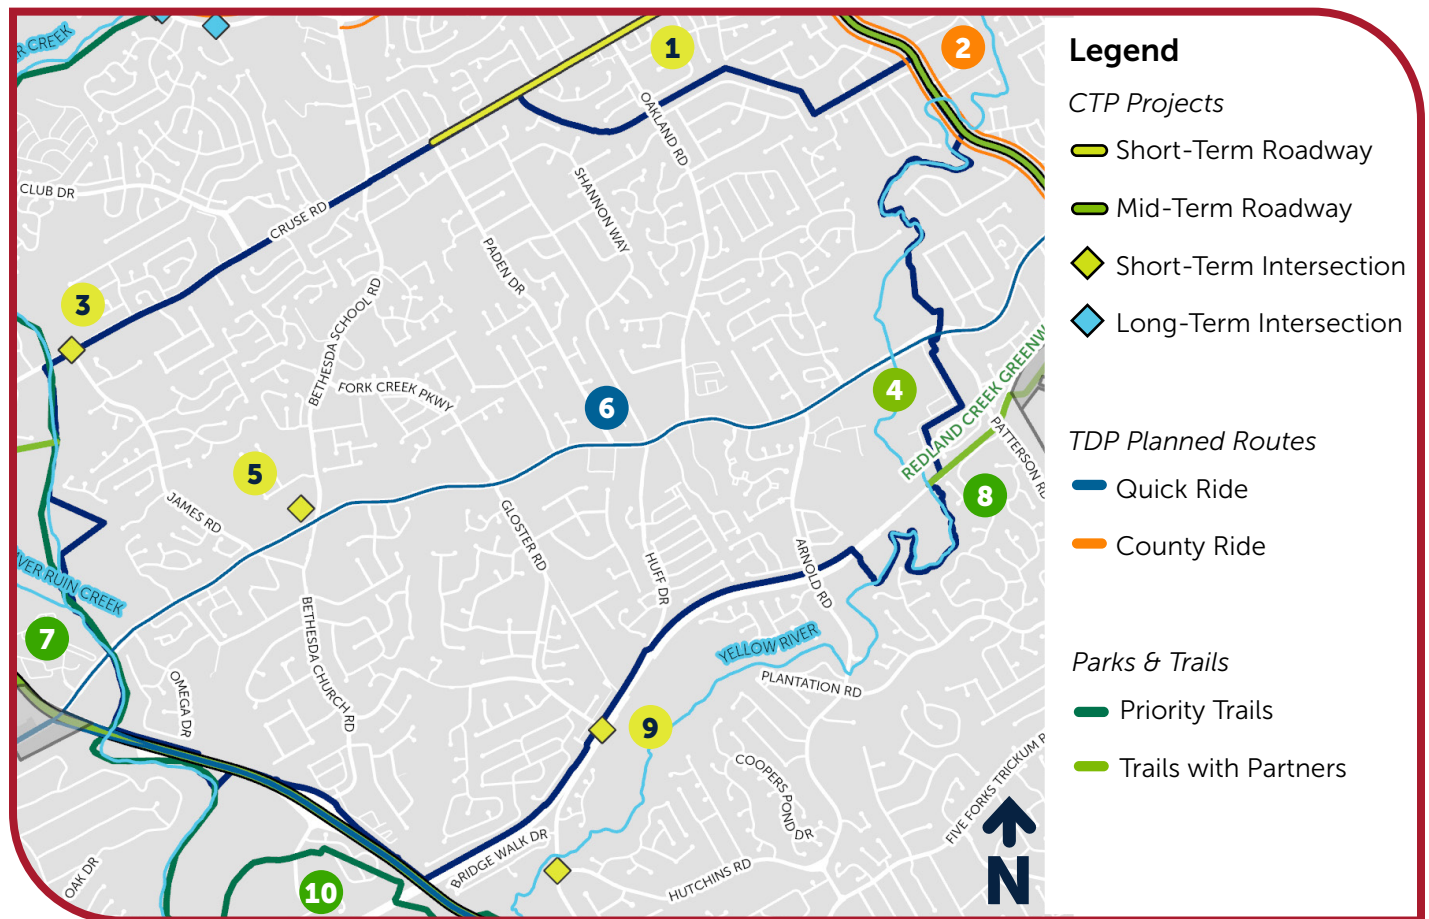 R CREEK
CLUB DR
CRUSE RD
OAKLAND RD
SHANNON WAY
PADEN DR
BETHESDA SCHOOL RD
FORK CREEK PKWY
JAMES RD
GLOSTER RD
HUFF DR
ARNOLD RD
REDLAND CREEK GREENW
PATTERSON RD
VER RUIN CREEK
OMEGA DR
BETHESDA CHURCH RD
YELLOW RIVER
PLANTATION RD
COOPERS POND DR
FIVE FORKS TRICKUM R
BRIDGE WALK DR
HUTCHINS RD
OAK DR
1
2
3
4
5
6
7
8
9
10
N
Legend
CTP Projects
Short-Term Roadway
Mid-Term Roadway
Short-Term Intersection
Long-Term Intersection
TDP Planned Routes
Quick Ride
County Ride
Parks & Trails
Priority Trails
Trails with Partners